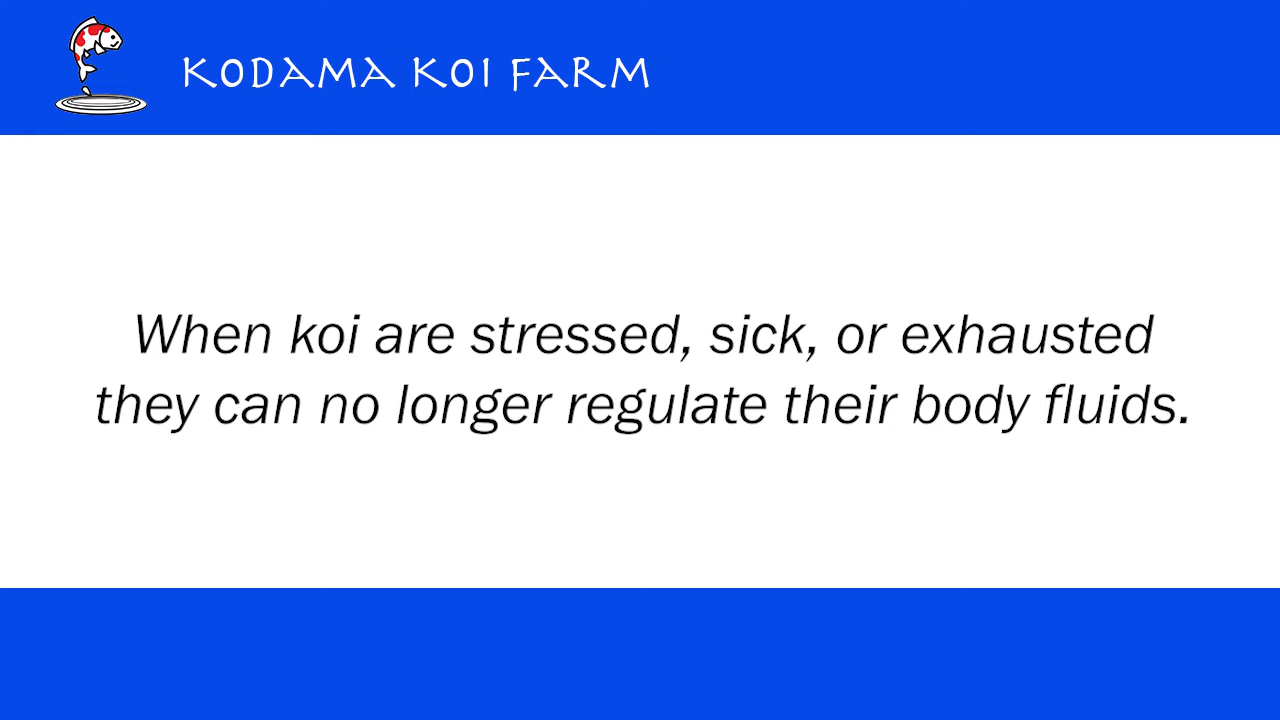 KODAMA KOI FARM
When koi are stressed, sick, or exhausted
they can no longer regulate their body fluids.